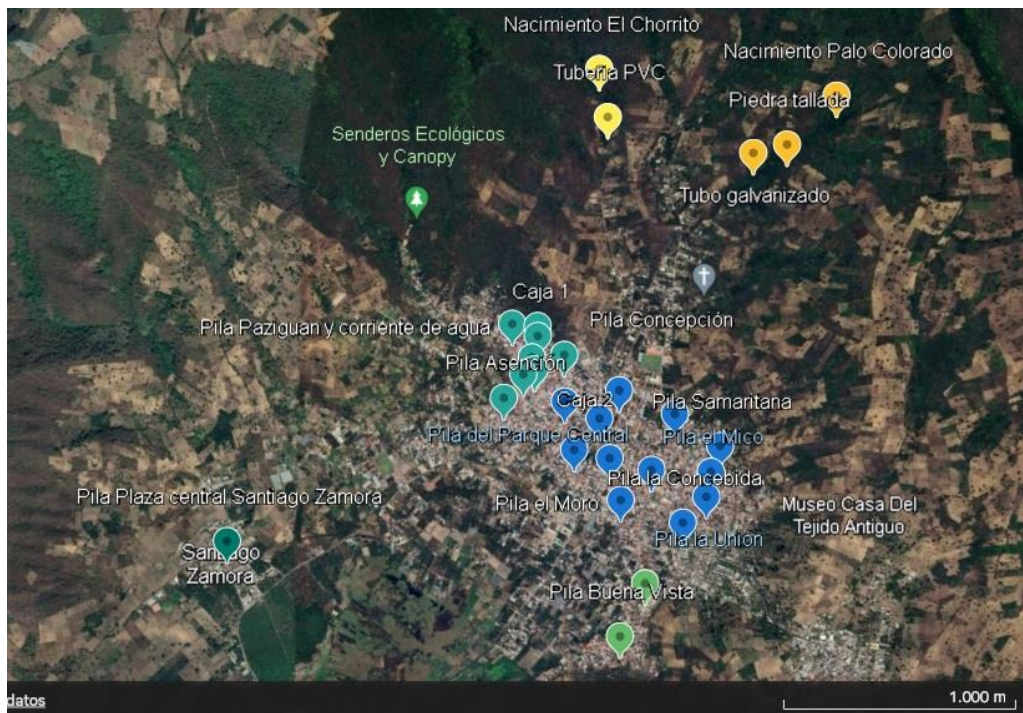 Nacimiento El Chorrito
Nacimiento Palo Colorado
Tubería PVC
Piedra tallada
Senderos Ecológicos
y Canopy
Tubo galvanizado
Caja 1
Pila Paziguan y corriente de agua
Pila Concepción
Pila Asención
Caja 2
Pila Samaritana
Pila del Parque Central
Pila el Mico
Pila la Concebida
Pila Plaza central Santiago Zamora
Pila el Moro
Museo Casa Del
Tejido Antiguo
Pila la Unión
Santiago
Zamora
Pila Buena Vista
datos
1.000 m